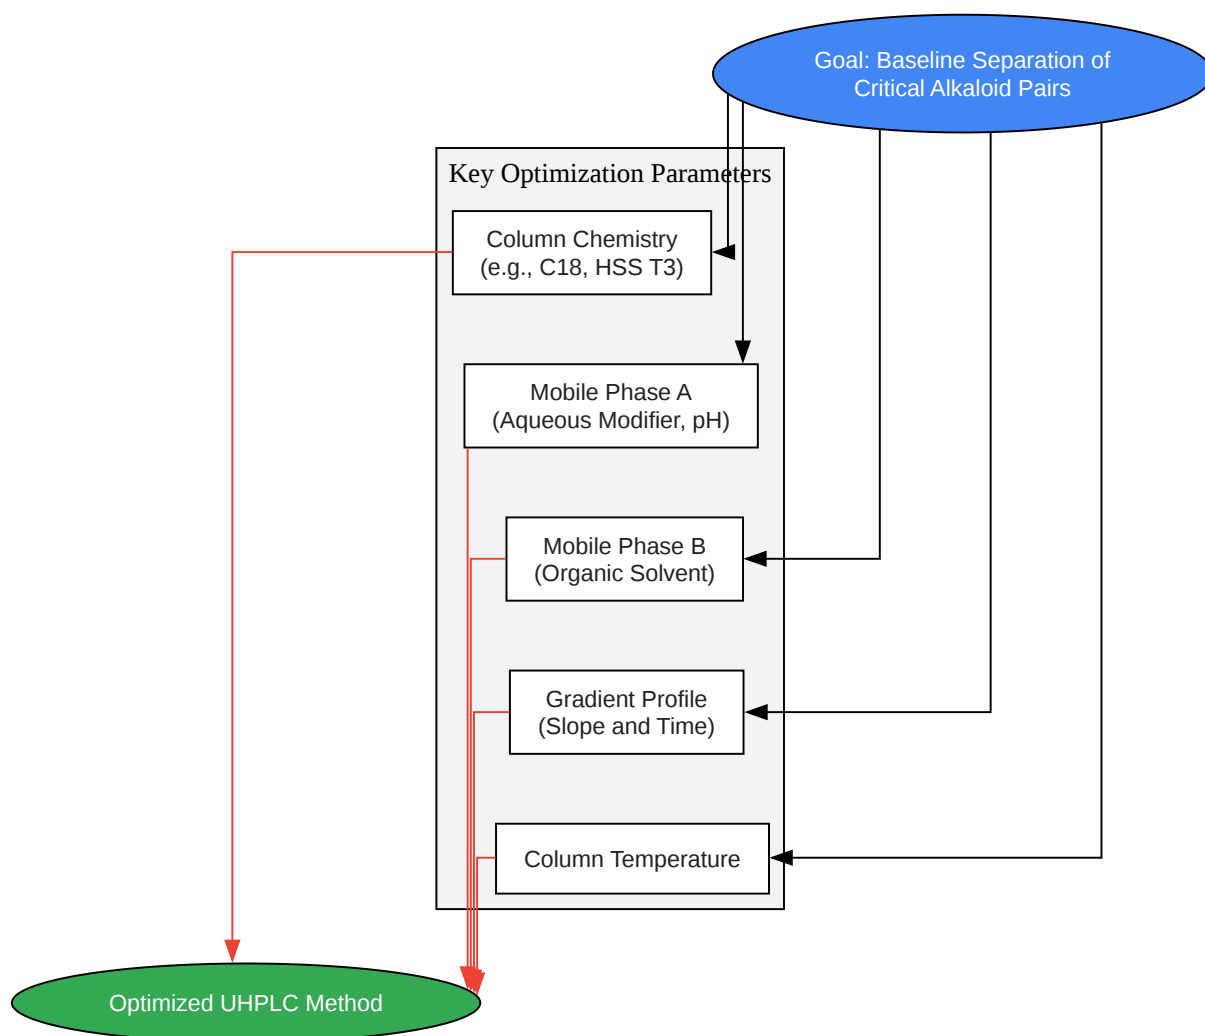 Goal: Baseline Separation of
Critical Alkaloid Pairs
Key Optimization Parameters
Column Chemistry
(e.g., C18, HSS T3)
Mobile Phase A
(Aqueous Modifier, pH)
Mobile Phase B
(Organic Solvent)
Gradient Profile
(Slope and Time)
Column Temperature
Optimized UHPLC Method